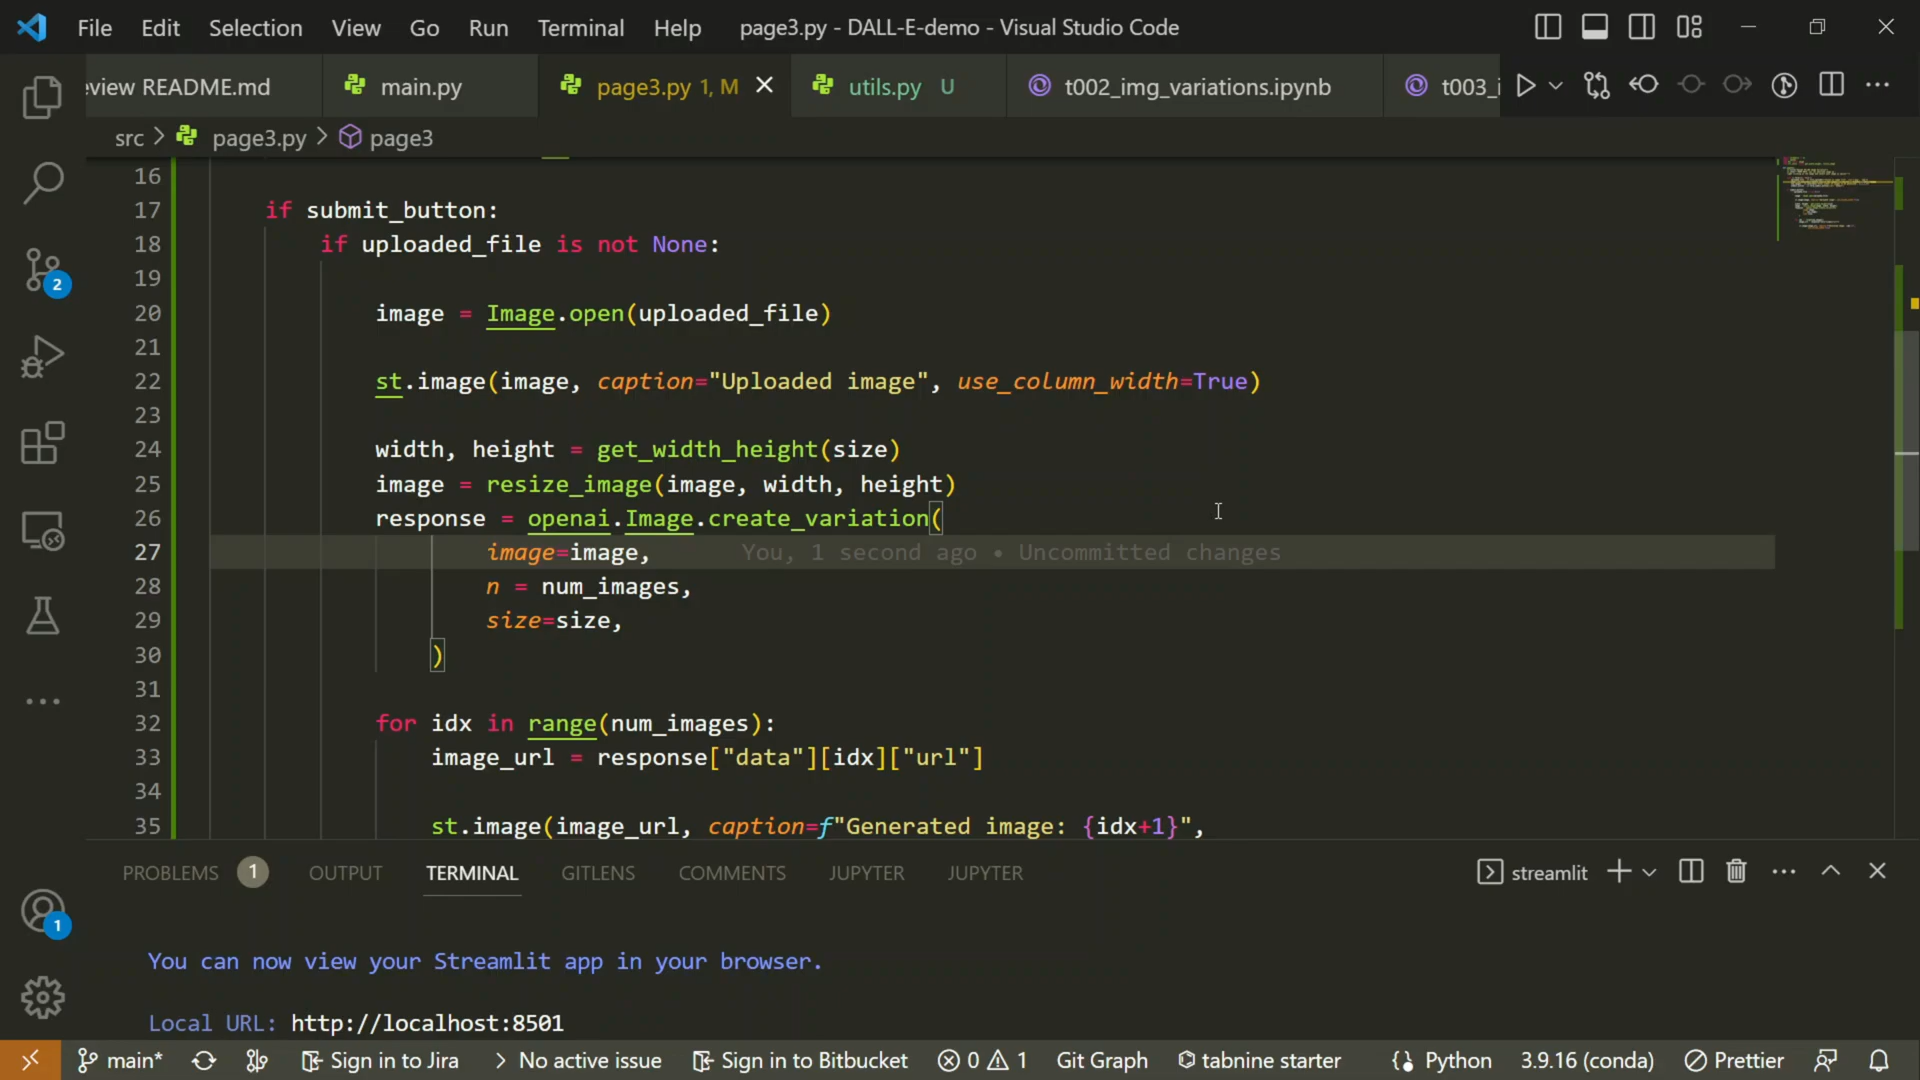 File Edit Selection View Go Run Terminal Help page3.py - DALL-E-demo - Visual Studio Code
eview README.md main.py page3.py 1, M utils.py U t002_img_variations.ipynb t003_i
src > page3.py > page3
16
17 if submit_button:
18 if uploaded_file is not None:
19
20 image = Image.open(uploaded_file)
21
22 st.image(image, caption="Uploaded image", use_column_width=True)
23
24 width, height = get_width_height(size)
25 image = resize_image(image, width, height)
26 response = openai.Image.create_variation(
27 image=image, You, 1 second ago • Uncommitted changes
28 n = num_images,
29 size=size,
30 )
31
32 for idx in range(num_images):
33 image_url = response["data"][idx]["url"]
34
35 st.image(image_url, caption=f"Generated image: {idx+1}",
2
PROBLEMS 1 OUTPUT TERMINAL GITLENS COMMENTS JUPYTER JUPYTER streamlit
1
You can now view your Streamlit app in your browser.
Local URL: http://localhost:8501
main* Sign in to Jira > No active issue Sign in to Bitbucket 0 1 Git Graph tabnine starter Python 3.9.16 (conda) Prettier